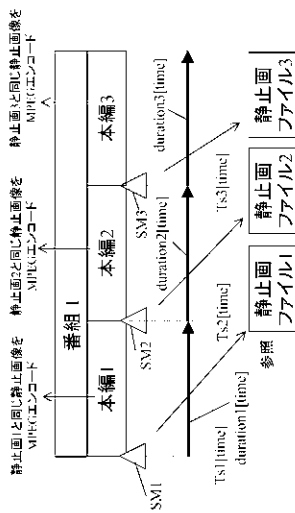 静止画1と同じ静止画像を
MPEGエンコード
静止画2と同じ静止画像を
MPEGエンコード
静止画3と同じ静止画像を
MPEGエンコード
番組1
本編1
本編2
本編3
SM1
SM2
SM3
Ts1[time]
duration1[time]
Ts2[time]
duration2[time]
Ts3[time]
duration3[time]
参照
静止画
ファイル1
静止画
ファイル2
静止画
ファイル3